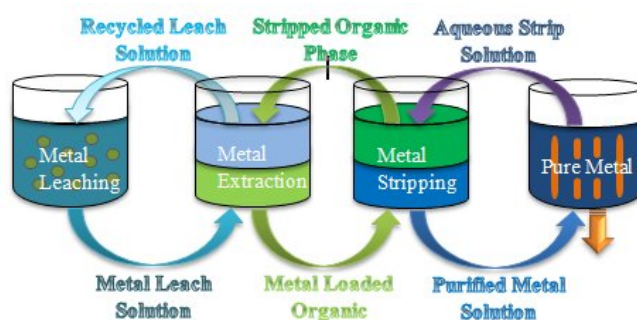 Recycled Leach
Solution
Stripped Organic
Phase
Aqueous Strip
Solution
Metal
Leaching
Metal
Extraction
Metal
Stripping
Pure Metal
Metal Leach
Solution
Metal Loaded
Organic
Purified Metal
Solution